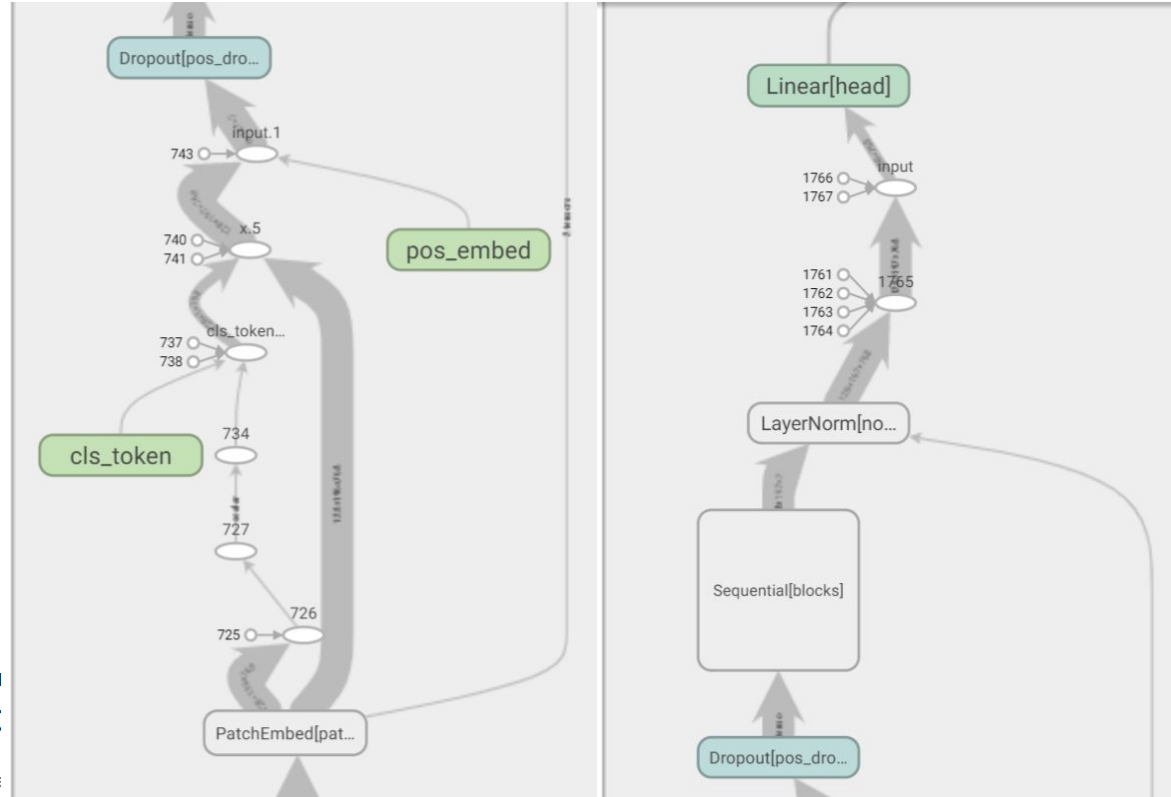 Dropout[pos_dro...
input.1
743
x.5
740
741
pos_embed
cls_token...
737
738
734
cls_token
727
726
725
PatchEmbed[pat...
Linear[head]
input
1766
1767
1765
1761
1762
1763
1764
LayerNorm[no...
Sequential[blocks]
Dropout[pos_dro...